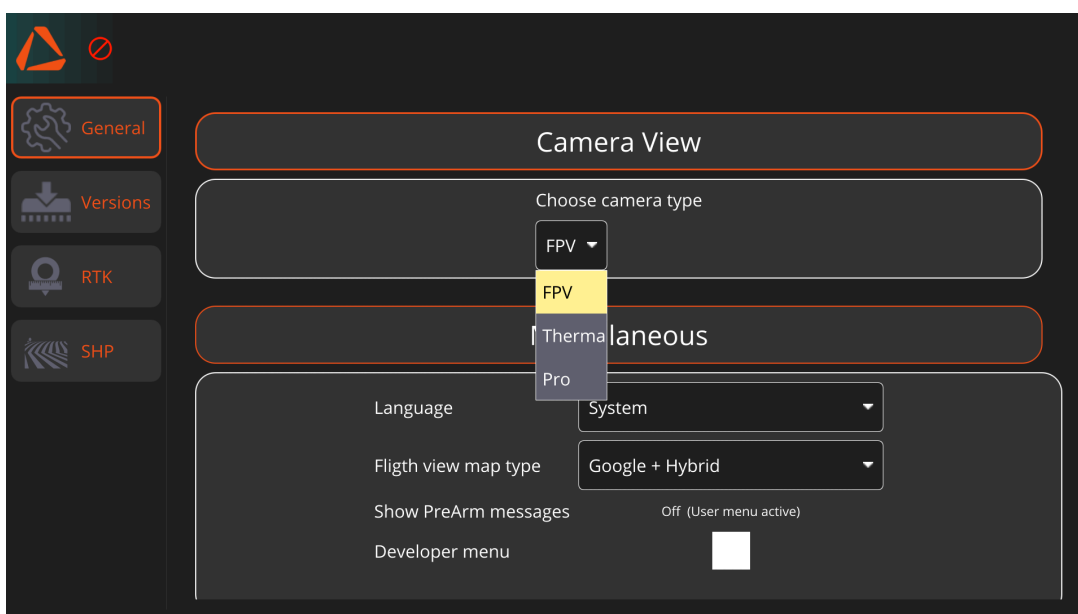 General
Versions
RTK
SHP
Camera View
Choose camera type
FPV
FPV
Therma
Pro
laneous
Language
System
Fligth view map type
Google + Hybrid
Show PreArm messages
Off (User menu active)
Developer menu